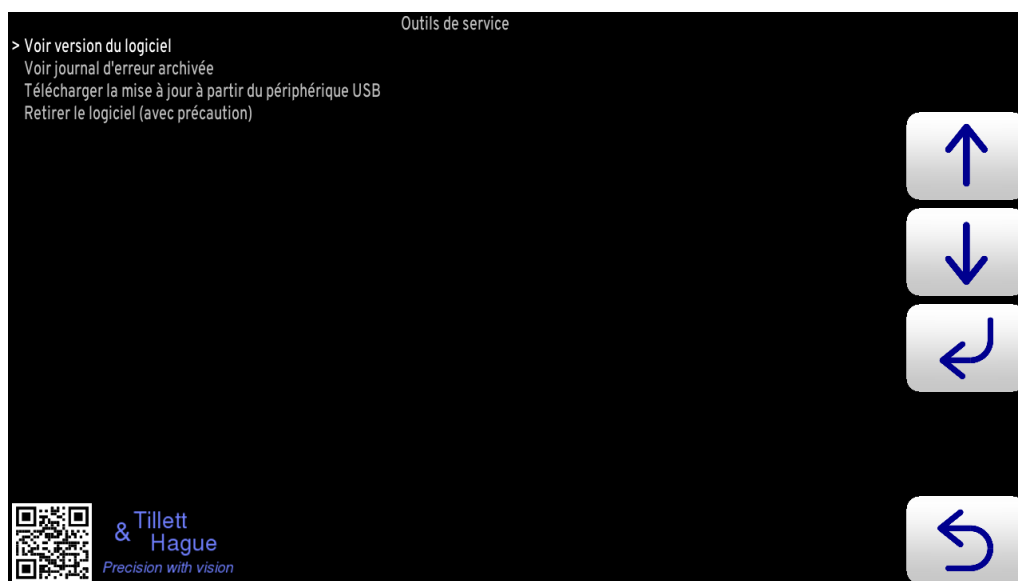 Outils de service
> Voir version du logiciel
Voir journal d'erreur archivée
Télécharger la mise à jour à partir du périphérique USB
Retirer le logiciel (avec précaution)
& Tillett
Hague
Precision with vision